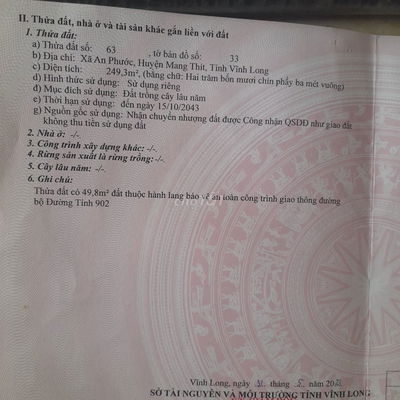 II. Thửa đất, nhà ở và tài sản khác gắn liền với đất
1. Thửa đất:
a) Thửa đất số: 63 , tờ bản đồ số: 33
b) Địa chỉ: Xã An Phước, Huyện Mang Thít, Tỉnh Vĩnh Long
c) Diện tích: 249,3m², (bằng chữ: Hai trăm bốn mươi chín phẩy ba mét vuông)
d) Hình thức sử dụng: Sử dụng riêng
đ) Mục đích sử dụng: Đất trồng cây lâu năm
e) Thời hạn sử dụng: đến ngày 15/10/2043
g) Nguồn gốc sử dụng: Nhận chuyển nhượng đất được Công nhận QSDĐ như giao đất
không thu tiền sử dụng đất
2. Nhà ở: -/-.
3. Công trình xây dựng khác: -/-.
4. Rừng sản xuất là rừng trồng: -/-.
5. Cây lâu năm: -/-.
6. Ghi chú:
Thửa đất có 49,8m² đất thuộc hành lang bảo vệ an toàn công trình giao thông đường
bộ Đường Tỉnh 902
Vĩnh Long, ngày tháng năm
SỞ TÀI NGUYÊN VÀ MÔI TRƯỜNG TỈNH VĨNH LONG